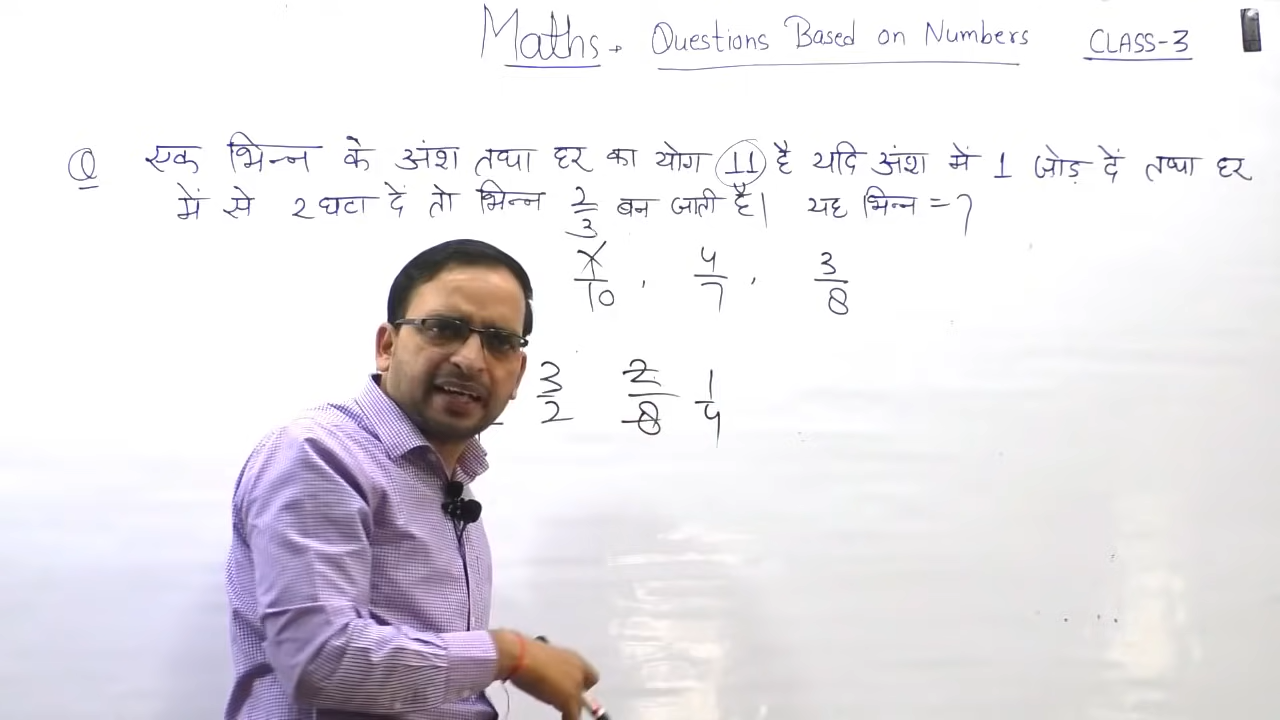 Maths. Questions Based on Numbers CLASS-3
Q एक भिन्न के अंश तथा हर का योग 11 है यदि अंश में 1 जोड़ दें तथा हर
में से 2 घटा दें तो भिन्न 2/3 बन जाती है। यह भिन्न = ?
1/10, 4/7, 3/8
3/2 2/8 1/4